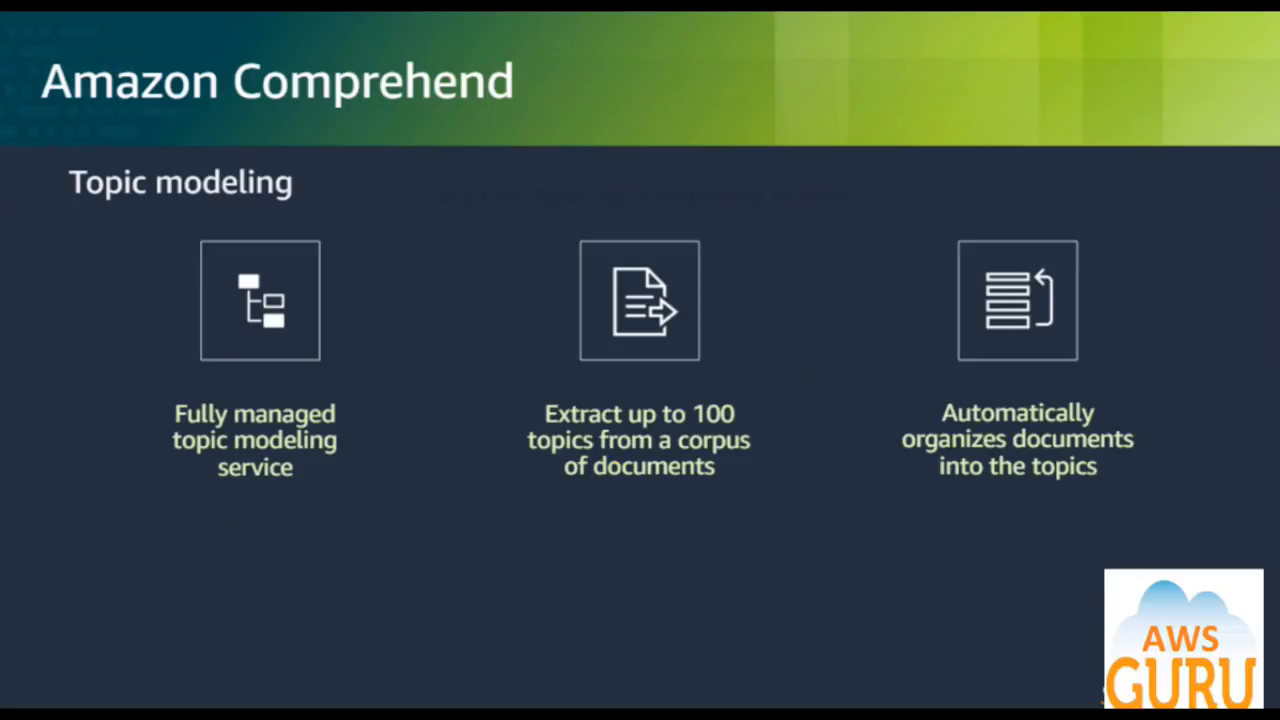 Amazon Comprehend
Topic modeling
Fully managed
topic modeling
service
Extract up to 100
topics from a corpus
of documents
Automatically
organizes documents
into the topics
AWS
GURU